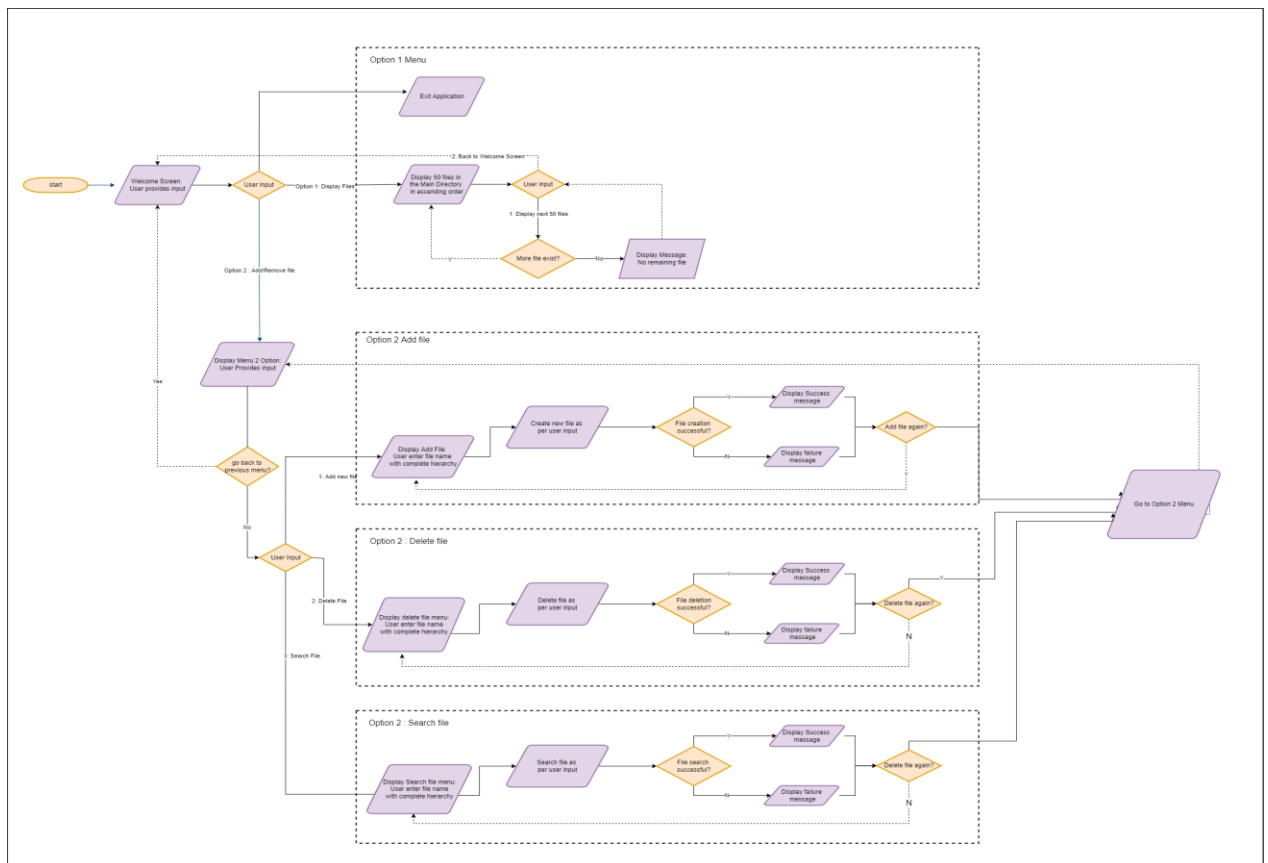 Option 1 Menu
Exit Application
2: Back to Welcome Screen
start
Welcome Screen:
User provides input
User Input
Option 1: Display Files
Display 50 files in
the Main Directory
in ascending order
User input
1: Display next 50 files
More file exist?
Y
No
Display Message:
No remaining file
Option 2 : Add/Remove file
Display Menu 2 Option:
User Provides input
Yes
go back to
previous menu?
No
User Input
1: Add new file
2: Delete File
Search File
Option 2 Add file
Display Add File:
User enter file name
with complete hierarchy
Create new file as
per user input
File creation
successful?
Y
Display Success
message
N
Display failure
message
Add file again?
Y
Go to Option 2 Menu
Option 2 : Delete file
Display delete file menu:
User enter file name
with complete hierarchy
Delete file as
per user input
File deletion
successful?
Y
Display Success
message
N
Display failure
message
Delete file again?
Y
N
Option 2 : Search file
Display Search file menu:
User enter file name
with complete hierarchy
Search file as
per user input
File search
successful?
Y
Display Success
message
N
Display failure
message
Delete file again?
N